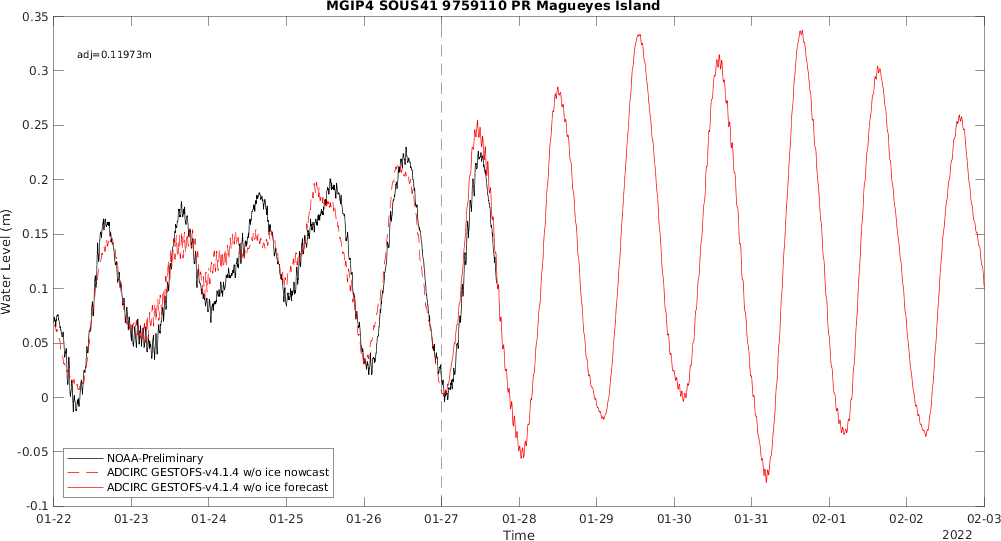 MGIP4 SOUS41 9759110 PR Magueyes Island
adj=0.11973m
0.35
0.3
0.25
0.2
0.15
0.1
0.05
0
-0.05
-0.1
Water Level (m)
NOAA-Preliminary
ADCIRC GESTOFS-v4.1.4 w/o ice nowcast
ADCIRC GESTOFS-v4.1.4 w/o ice forecast
01-22 01-23 01-24 01-25 01-26 01-27 01-28 01-29 01-30 01-31 02-01 02-02 02-03
Time
2022